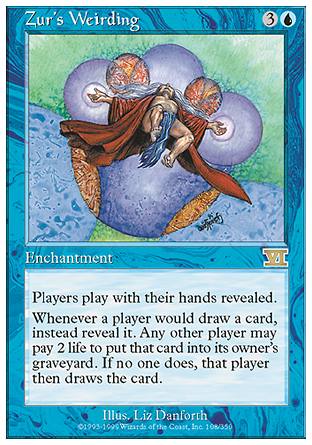 Zur's Weirding
3
Enchantment
VI
Players play with their hands revealed.
Whenever a player would draw a card,
instead reveal it. Any other player may
pay 2 life to put that card into its owner's
graveyard. If no one does, that player
then draws the card.
Illus. Liz Danforth
©1993-1999 Wizards of the Coast, Inc. 108/350